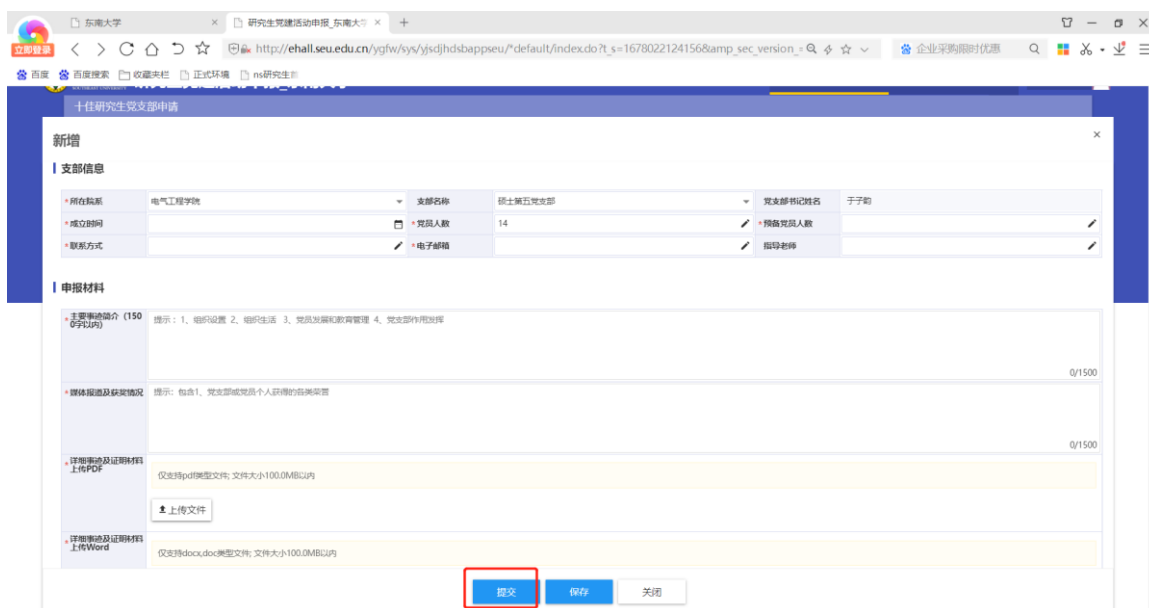 东南大学 × 研究生党建活动申报_东南大 × +
立即登录 http://ehall.seu.edu.cn/ygfw/sys/yjsdjhdsbappseu/*default/index.do?t_s=1678022124156&amp_sec_version_= 企业采购限时优惠
百度 百度搜索 收藏夹栏 正式环境 ns研究生
十佳研究生党支部申请
新增 ×
支部信息
*所在院系 电气工程学院 支部名称 硕士第五党支部 党支部书记姓名 于子韵
*成立时间 *党员人数 14 *预备党员人数
*联系方式 *电子邮箱 指导老师
申报材料
*主要事迹简介(150
0字以内) 提示:1、组织设置 2、组织生活 3、党员发展和教育管理 4、党支部作用发挥
0/1500
*媒体报道及获奖情况 提示:包含1、党支部或党员个人获得的各类荣誉
0/1500
*详细事迹及证明材料
上传PDF
仅支持pdf类型文件; 文件大小100.0MB以内
上传文件
*详细事迹及证明材料
上传Word
仅支持docx,doc类型文件; 文件大小100.0MB以内
提交 保存 关闭